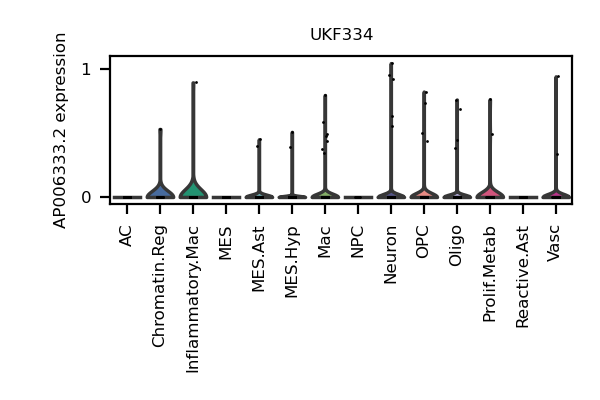 UKF334
AP006333.2 expression
1
0
AC
Chromatin.Reg
Inflammatory.Mac
MES
MES.Ast
MES.Hyp
Mac
NPC
Neuron
OPC
Oligo
Prolif.Metab
Reactive.Ast
Vasc